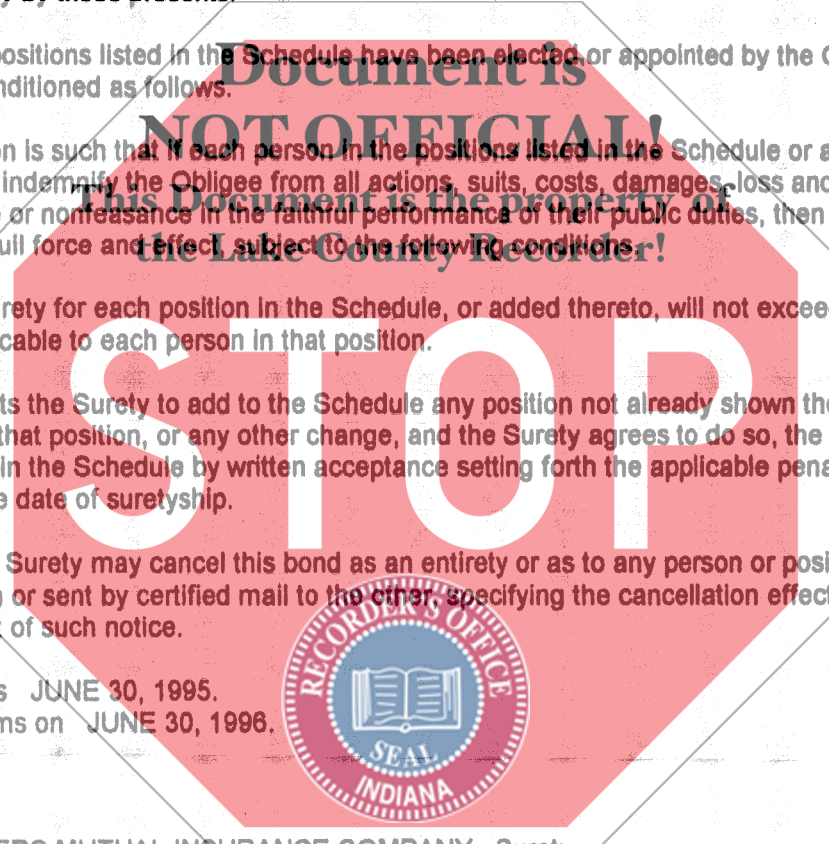 by these presents.
positions listed in the Schedule have been elected or appointed by the
Document is
nditioned as follows.
NOT OFFICIAL!
n is such that if each person in the positions listed in the Schedule or a
indemnify the Obligee from all actions, suits, costs, damages, loss and
This Document is the property of
e or nonfeasance in the faithful performance of their public duties, then
ull force and effect, subject to the following conditions.
the Lake County Recorder!
rety for each position in the Schedule, or added thereto, will not exceed
cable to each person in that position.
STOP
ts the Surety to add to the Schedule any position not already shown the
that position, or any other change, and the Surety agrees to do so, the
in the Schedule by written acceptance setting forth the applicable pena
e date of suretyship.
Surety may cancel this bond as an entirety or as to any person or posi
or sent by certified mail to the other, specifying the cancellation effect
of such notice.
RECORDER'S OFFICE
SEAL
INDIANA
s JUNE 30, 1995.
ms on JUNE 30, 1996.
ERS MUTUAL INSURANCE COMPANY Surety